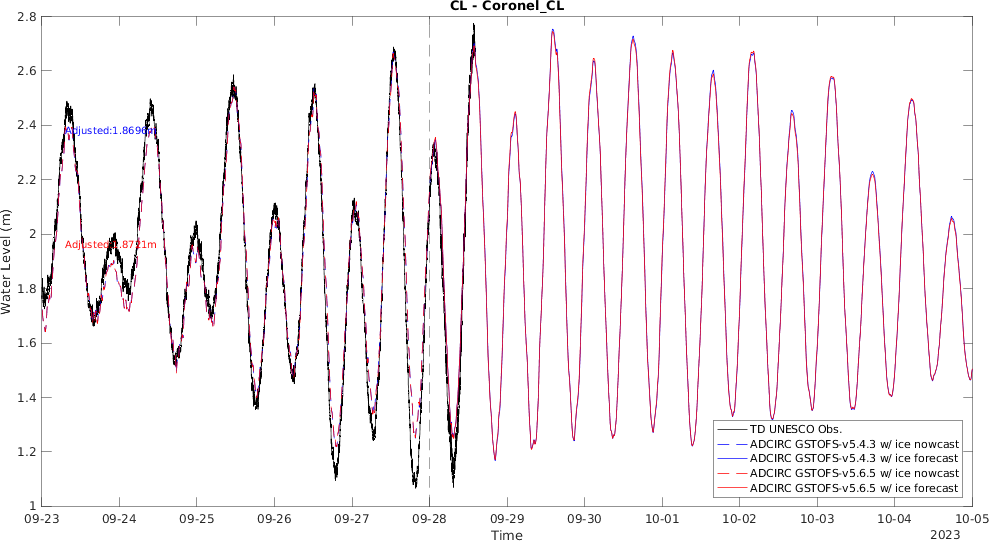 CL - Coronel_CL
2.8
2.6
2.4
2.2
2
1.8
1.6
1.4
1.2
1
Water Level (m)
Adjusted:1.8696m
Adjusted:1.8721m
TD UNESCO Obs.
ADCIRC GSTOFS-v5.4.3 w/ ice nowcast
ADCIRC GSTOFS-v5.4.3 w/ ice forecast
ADCIRC GSTOFS-v5.6.5 w/ ice nowcast
ADCIRC GSTOFS-v5.6.5 w/ ice forecast
09-23 09-24 09-25 09-26 09-27 09-28 09-29 09-30 10-01 10-02 10-03 10-04 10-05
Time
2023